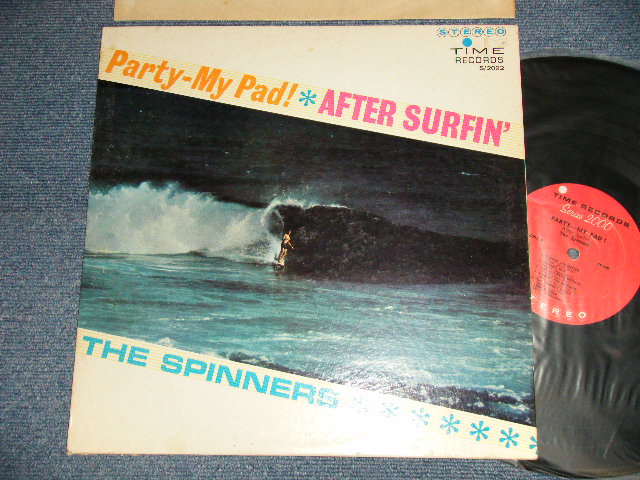 STEREO
TIME
RECORDS
S/2092
Party-My Pad!*AFTER SURFIN'
THE SPINNERS *******
TIME RECORDS
Series 2000
PARTY—MY PAD!
The Spinners
STEREO